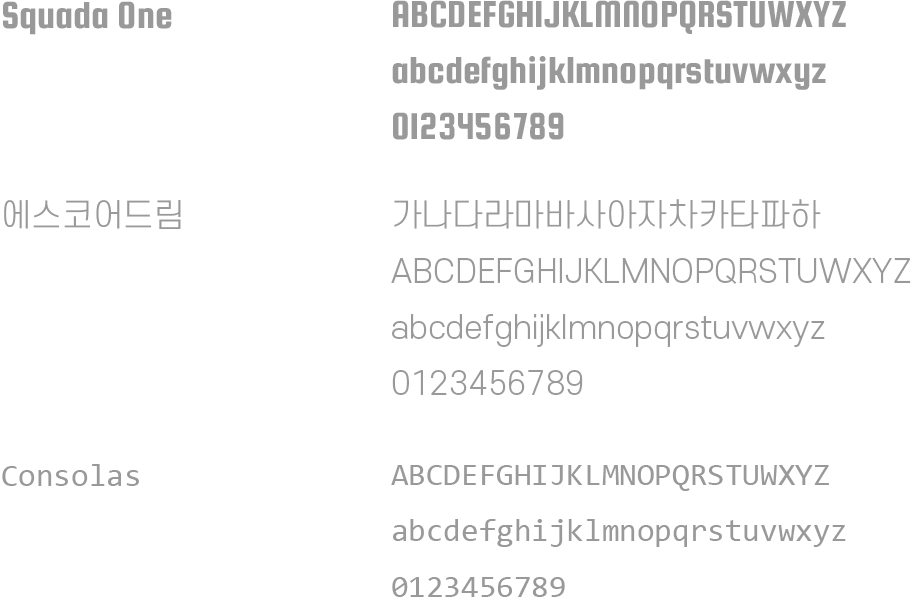 Squada One
ABCDEFGHIJKLMNOPQRSTUWXYZ
abcdefghijklmnopqrstuvwxyz
0123456789
에스코어드림
가나다라마바사아자차카타파하
ABCDEFGHIJKLMNOPQRSTUWXYZ
abcdefghijklmnopqrstuvwxyz
0123456789
Consolas
ABCDEFGHIJKLMNOPQRSTUWXYZ
abcdefghijklmnopqrstuvwxyz
0123456789